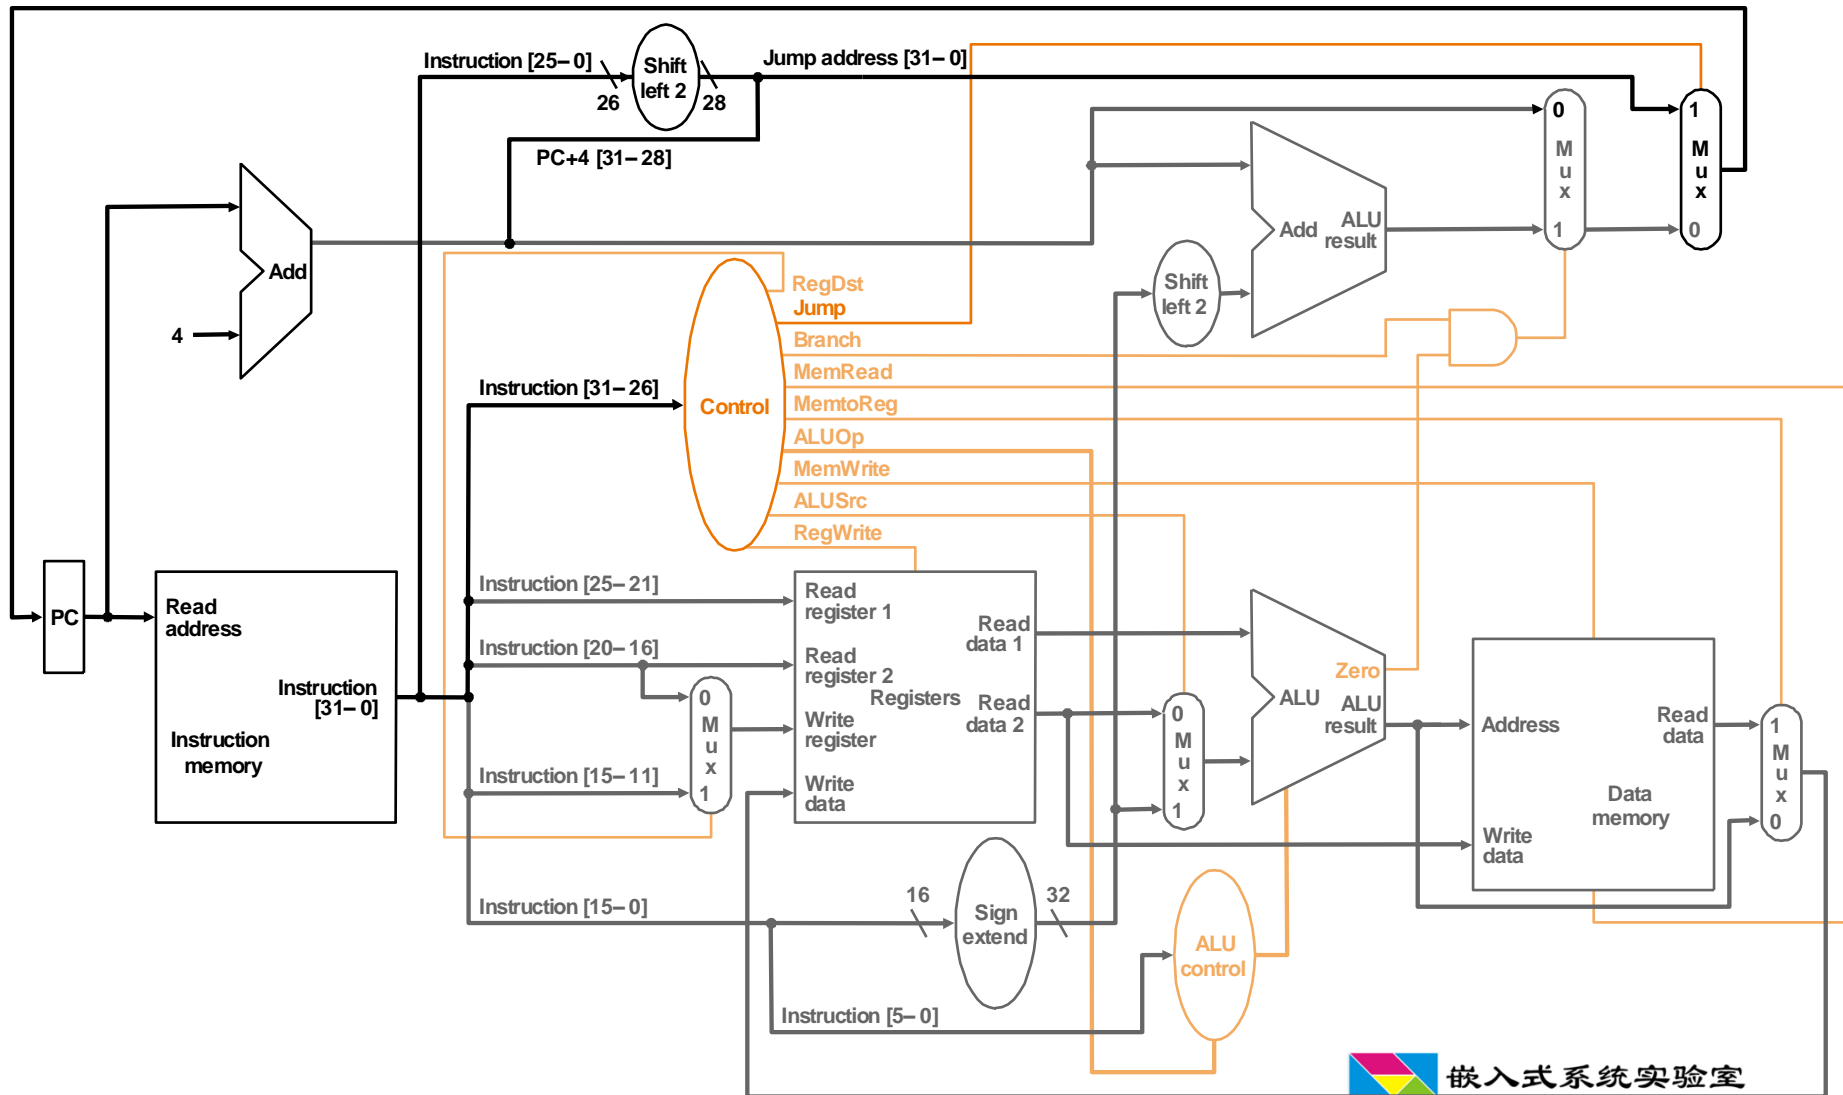 Instruction [25–0]
26
Shift
left 2
28
Jump address [31–0]
PC+4 [31–28]
0
M
u
x
1
1
M
u
x
0
Add
4
Add
ALU
result
Shift
left 2
RegDst
Jump
Branch
MemRead
MemtoReg
ALUOp
MemWrite
ALUSrc
RegWrite
Instruction [31–26]
Control
PC
Read
address
Instruction
[31–0]
Instruction
memory
Instruction [25–21]
Instruction [20–16]
Instruction [15–11]
0
M
u
x
1
Read
register 1
Read
register 2
Registers
Write
register
Write
data
Read
data 1
Read
data 2
0
M
u
x
1
Zero
ALU
ALU
result
Address
Read
data
Data
memory
Write
data
1
M
u
x
0
Instruction [15–0]
16
Sign
extend
32
ALU
control
Instruction [5–0]
嵌入式系统实验室